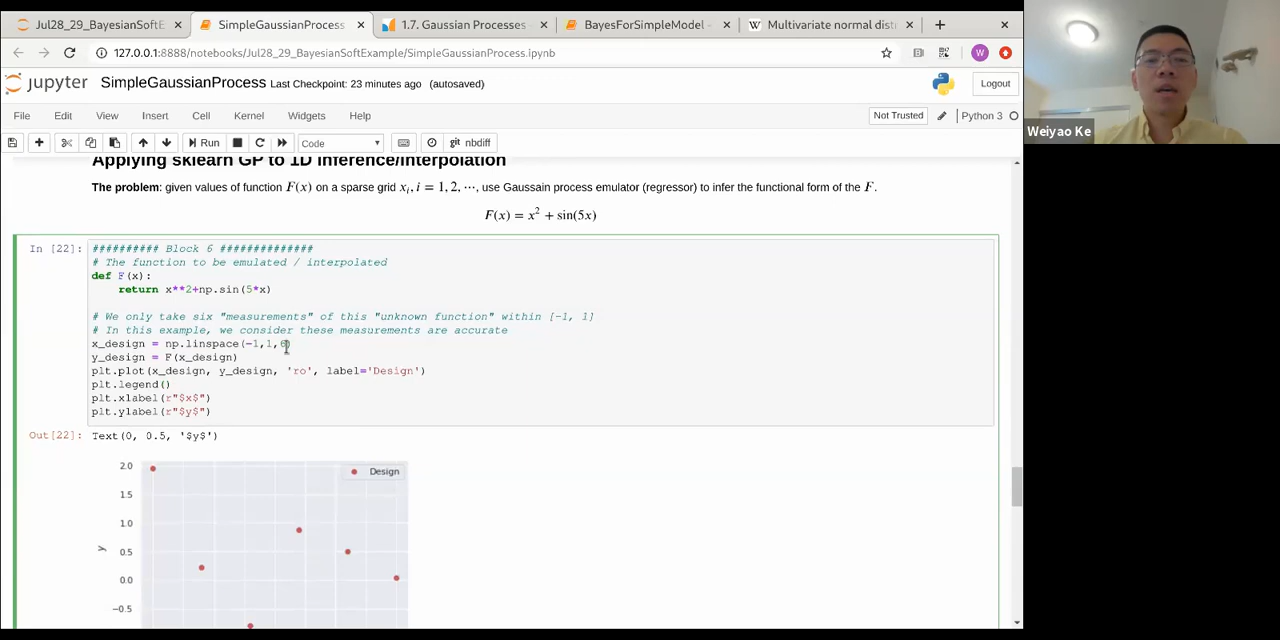 Jul28_29_BayesianSoftE
SimpleGaussianProcess
1.7. Gaussian Processes
BayesForSimpleModel -
Multivariate normal dist
127.0.0.1:8888/notebooks/Jul28_29_BayesianSoftExample/SimpleGaussianProcess.ipynb
W
Weiyao Ke
jupyter SimpleGaussianProcess Last Checkpoint: 23 minutes ago (autosaved)
Logout
File Edit View Insert Cell Kernel Widgets Help
Not Trusted
Python 3
Run
Code
git nbdiff
Applying sklearn GP to 1D inference/interpolation
The problem: given values of function F(x) on a sparse grid xᵢ, i = 1, 2, ⋯, use Gaussain process emulator (regressor) to infer the functional form of the F.
F(x) = x² + sin(5x)
In [22]:
########## Block 6 ##############
# The function to be emulated / interpolated
def F(x):
return x**2+np.sin(5*x)
# We only take six "measurements" of this "unknown function" within [-1, 1]
# In this example, we consider these measurements are accurate
x_design = np.linspace(-1,1,6)
y_design = F(x_design)
plt.plot(x_design, y_design, 'ro', label='Design')
plt.legend()
plt.xlabel(r"$x$")
plt.ylabel(r"$y$")
Out[22]: Text(0, 0.5, '$y$')
2.0
Design
1.5
1.0
y
0.5
0.0
−0.5